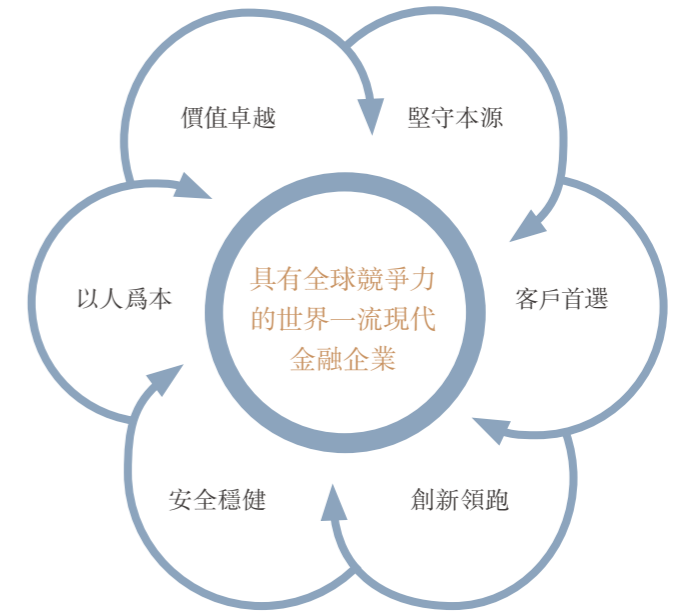 價值卓越
堅守本源
以人爲本
具有全球競爭力
的世界一流現代
金融企業
客戶首選
安全穩健
創新領跑